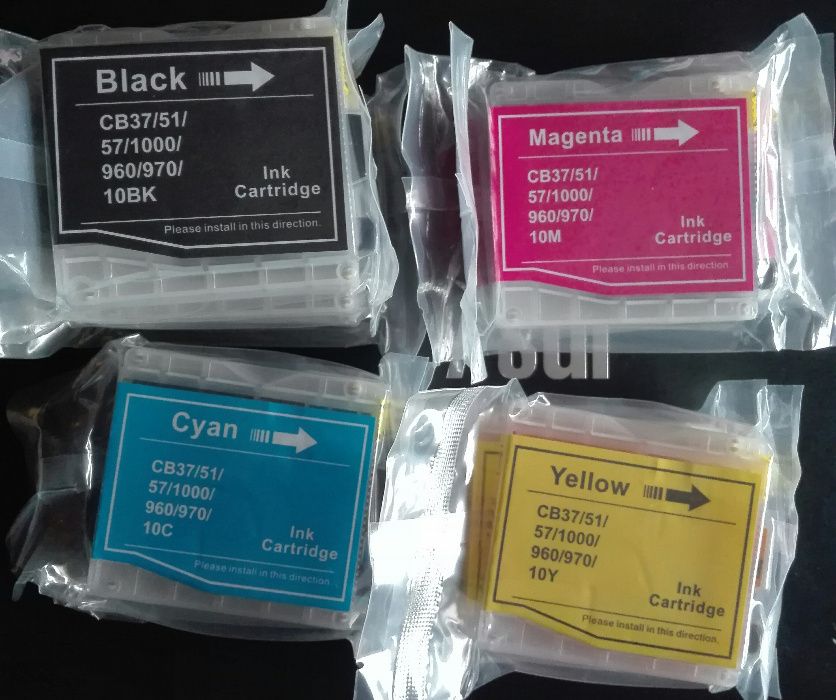 Black
CB37/51/
57/1000/
960/970/
10BK
Ink
Cartridge
Please install in this direction.
Magenta
CB37/51/
57/1000/
960/970/
10M
Ink
Cartridge
Please install in this direction
Cyan
CB37/51/
57/1000/
960/970/
10C
Ink
Cartridge
Please install in this direction.
Yellow
CB37/51/
57/1000/
960/970/
10Y
Ink
Cartridge
Please install in this direction.